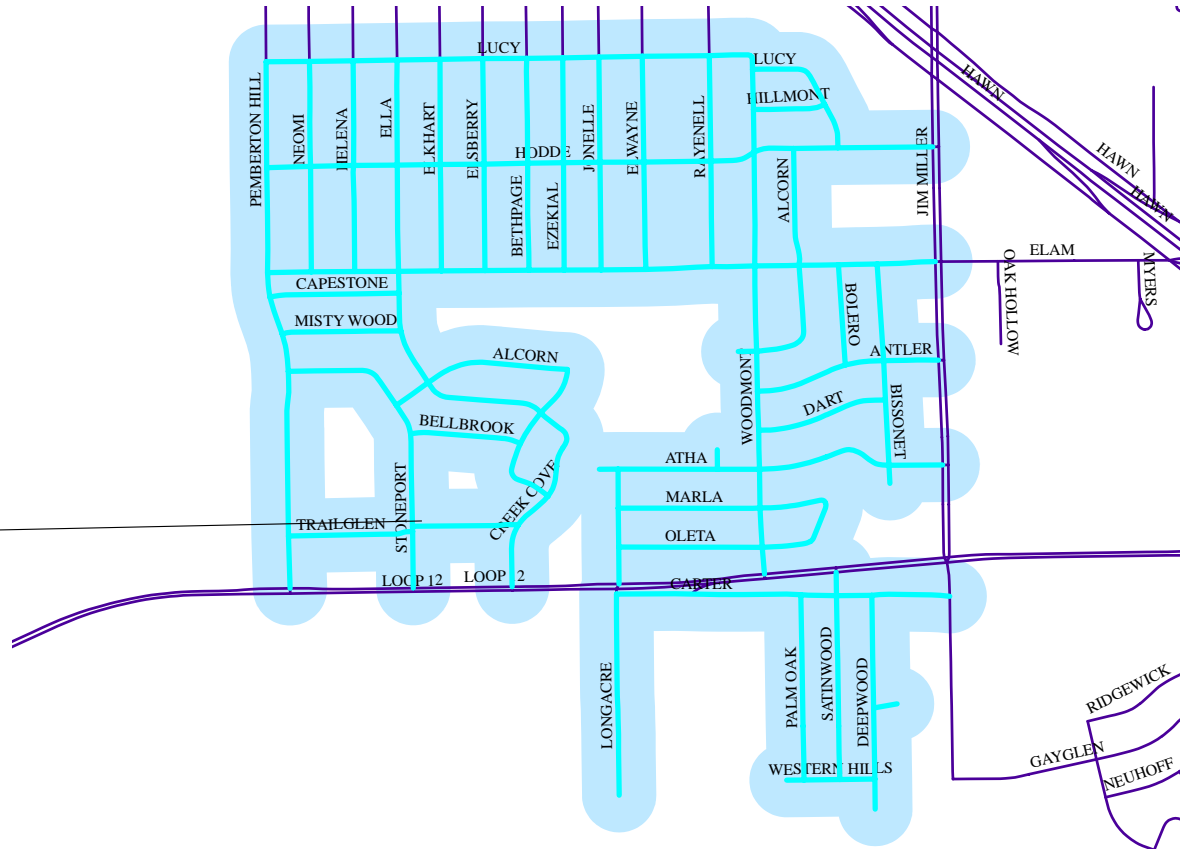 LUCY
LUCY
HAWN
HILLMONT
PEMBERTON HILL
NEOMI
HELENA
ELLA
ELKHART
ELSBERRY
HODDE
JONELLE
ELWAYNE
RAYENELL
ALCORN
JIM MILLER
HAWN
HAWN
BETHPAGE
EZEKIAL
ELAM
OAK HOLLOW
MYERS
CAPESTONE
MISTY WOOD
BOLERO
ALCORN
ANTLER
WOODMONT
DART
BISSONET
BELLBROOK
ATHA
MARLA
CREEK COVE
STONEPORT
TRAILGLEN
OLETA
LOOP 12
LOOP 12
CARTER
LONGACRE
PALM OAK
SATINWOOD
DEEPWOOD
RIDGEWICK
GAYGLEN
WESTERN HILLS
NEUHOFF